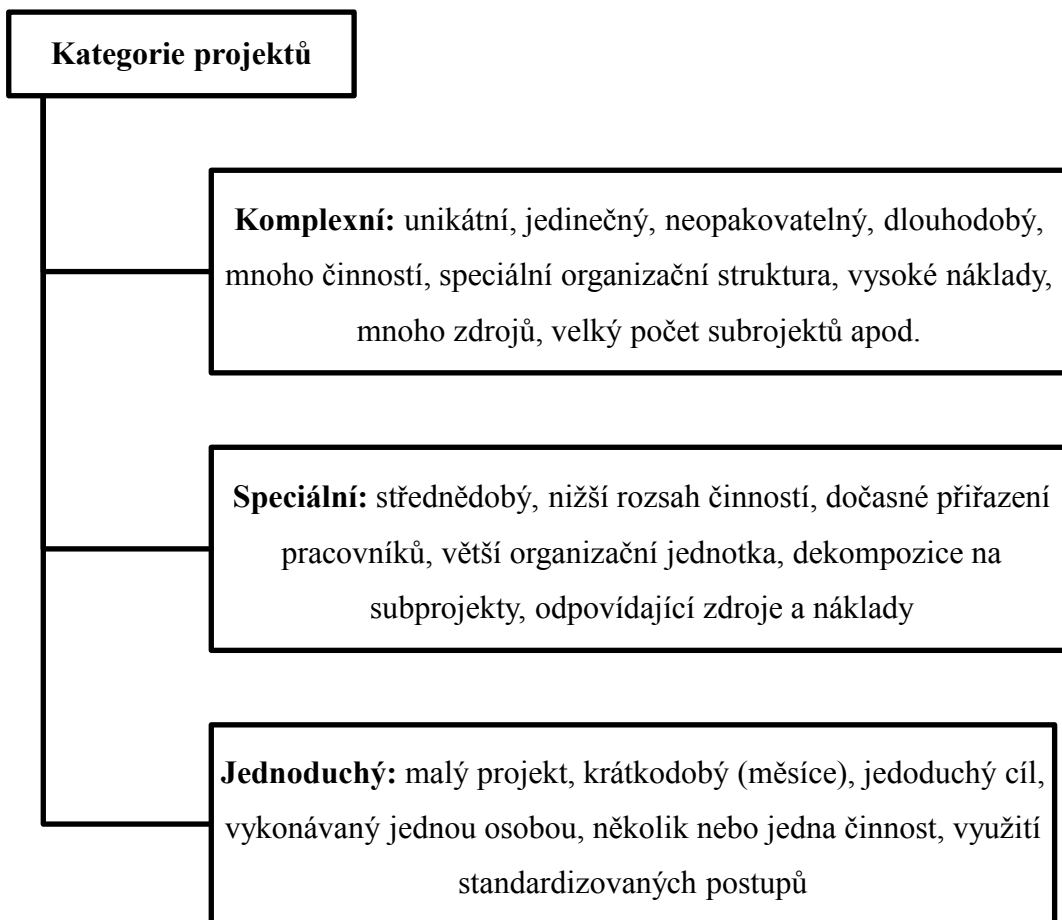 Kategorie projektů
Komplexní: unikátní, jedinečný, neopakovatelný, dlouhodobý,
mnoho činností, speciální organizační struktura, vysoké náklady,
mnoho zdrojů, velký počet subrojektů apod.
Speciální: střednědobý, nižší rozsah činností, dočasné přiřazení
pracovníků, větší organizační jednotka, dekompozice na
subprojekty, odpovídající zdroje a náklady
Jednoduchý: malý projekt, krátkodobý (měsíce), jedoduchý cíl,
vykonávaný jednou osobou, několik nebo jedna činnost, využití
standardizovaných postupů